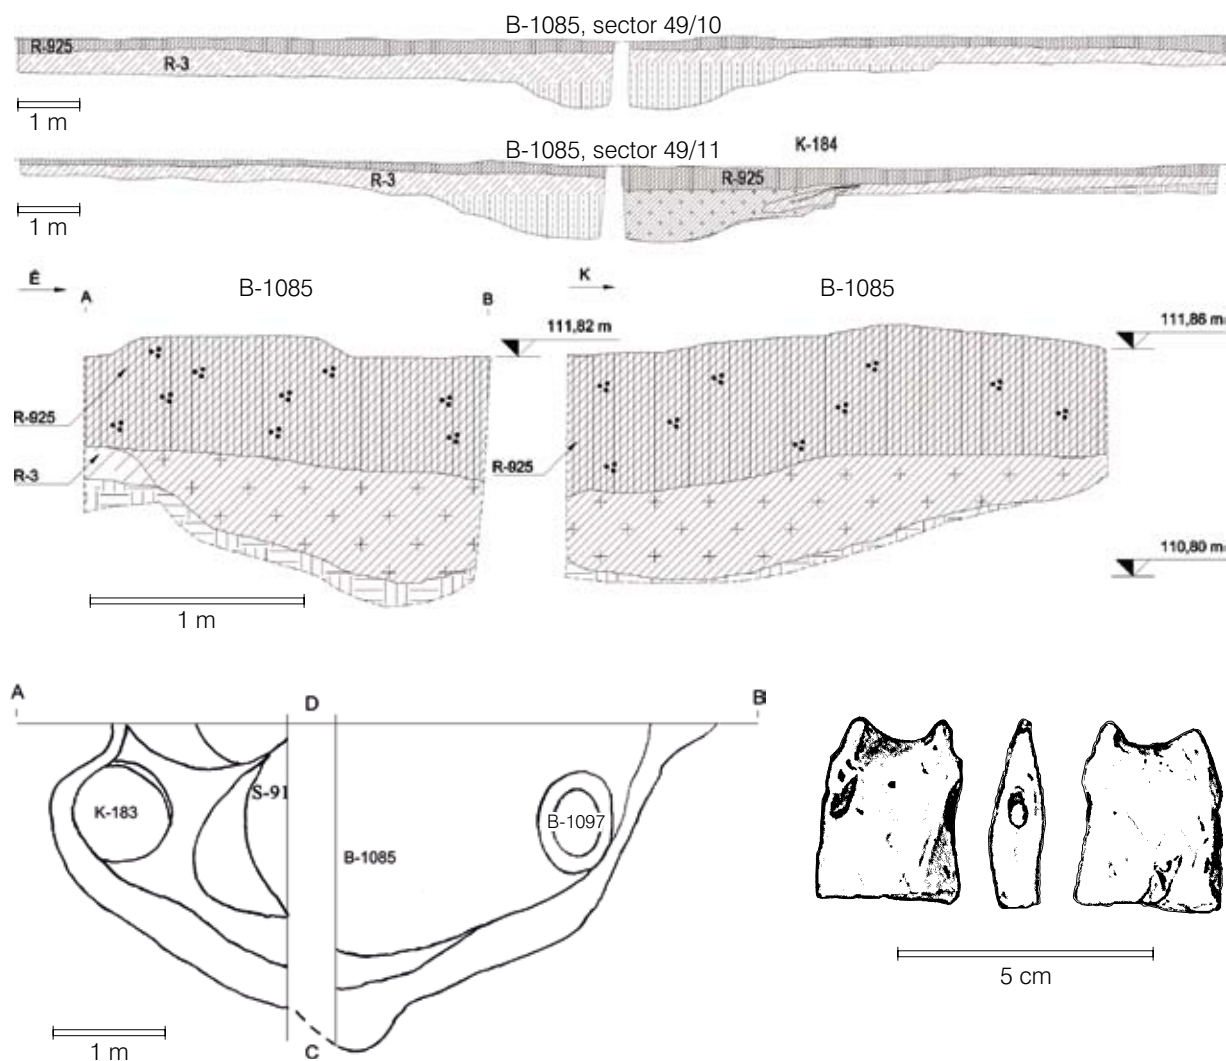 B-1085, sector 49/10
R-925
R-3
1 m
K-184
B-1085, sector 49/11
R-3
R-925
1 m
É
K
A
B-1085
B
B-1085
111,82 m
111,86 m
R-925
R-3
R-925
110,80 m
1 m
A
D
B
S-91
K-183
B-1097
B-1085
5 cm
1 m
C